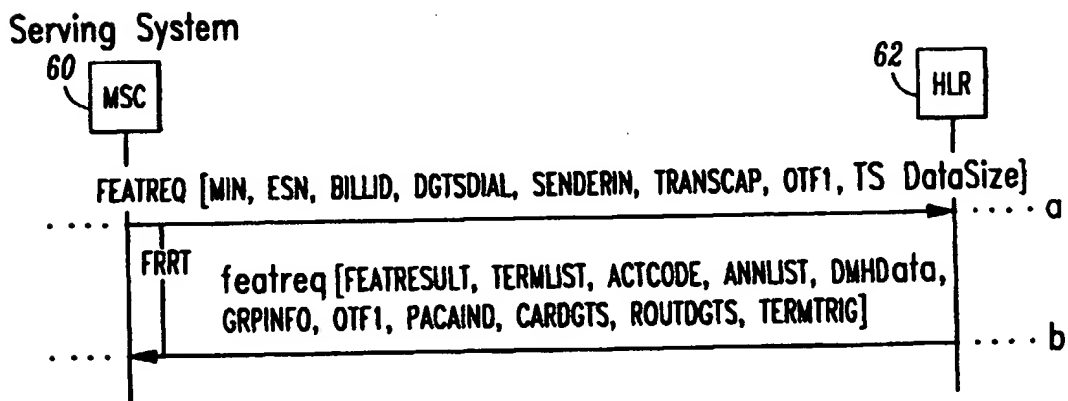 Serving System
60
MSC
62
HLR
FEATREQ [MIN, ESN, BILLID, DGTSDIAL, SENDERIN, TRANSCAP, OTF1, TS DataSize]
a
FRRT
featreq [FEATRESULT, TERMLIST, ACTCODE, ANNLIST, DMHData,
GRPINFO, OTF1, PACAIND, CARDGTS, ROUTDGTS, TERMTRIG]
b